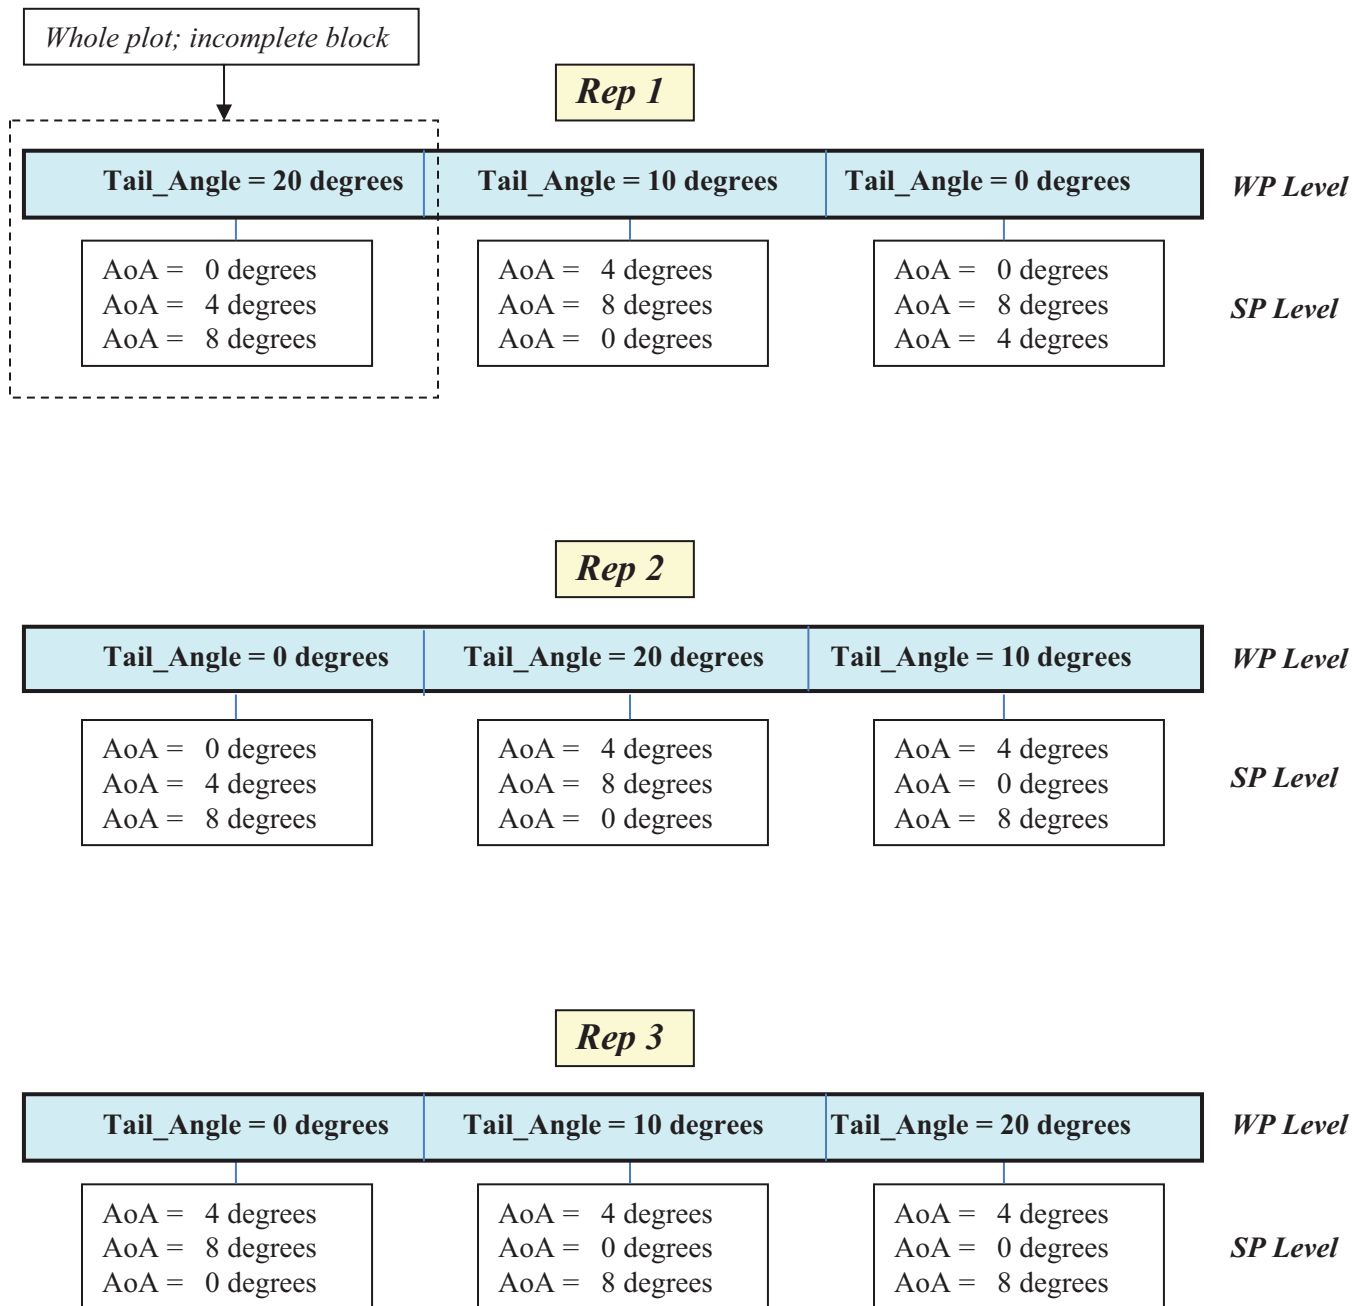 Whole plot; incomplete block
Rep 1
Tail_Angle = 20 degrees
Tail_Angle = 10 degrees
Tail_Angle = 0 degrees
WP Level
AoA = 0 degrees
AoA = 4 degrees
AoA = 8 degrees
AoA = 4 degrees
AoA = 8 degrees
AoA = 0 degrees
AoA = 0 degrees
AoA = 8 degrees
AoA = 4 degrees
SP Level
Rep 2
Tail_Angle = 0 degrees
Tail_Angle = 20 degrees
Tail_Angle = 10 degrees
WP Level
AoA = 0 degrees
AoA = 4 degrees
AoA = 8 degrees
AoA = 4 degrees
AoA = 8 degrees
AoA = 0 degrees
AoA = 4 degrees
AoA = 0 degrees
AoA = 8 degrees
SP Level
Rep 3
Tail_Angle = 0 degrees
Tail_Angle = 10 degrees
Tail_Angle = 20 degrees
WP Level
AoA = 4 degrees
AoA = 8 degrees
AoA = 0 degrees
AoA = 4 degrees
AoA = 0 degrees
AoA = 8 degrees
AoA = 4 degrees
AoA = 0 degrees
AoA = 8 degrees
SP Level